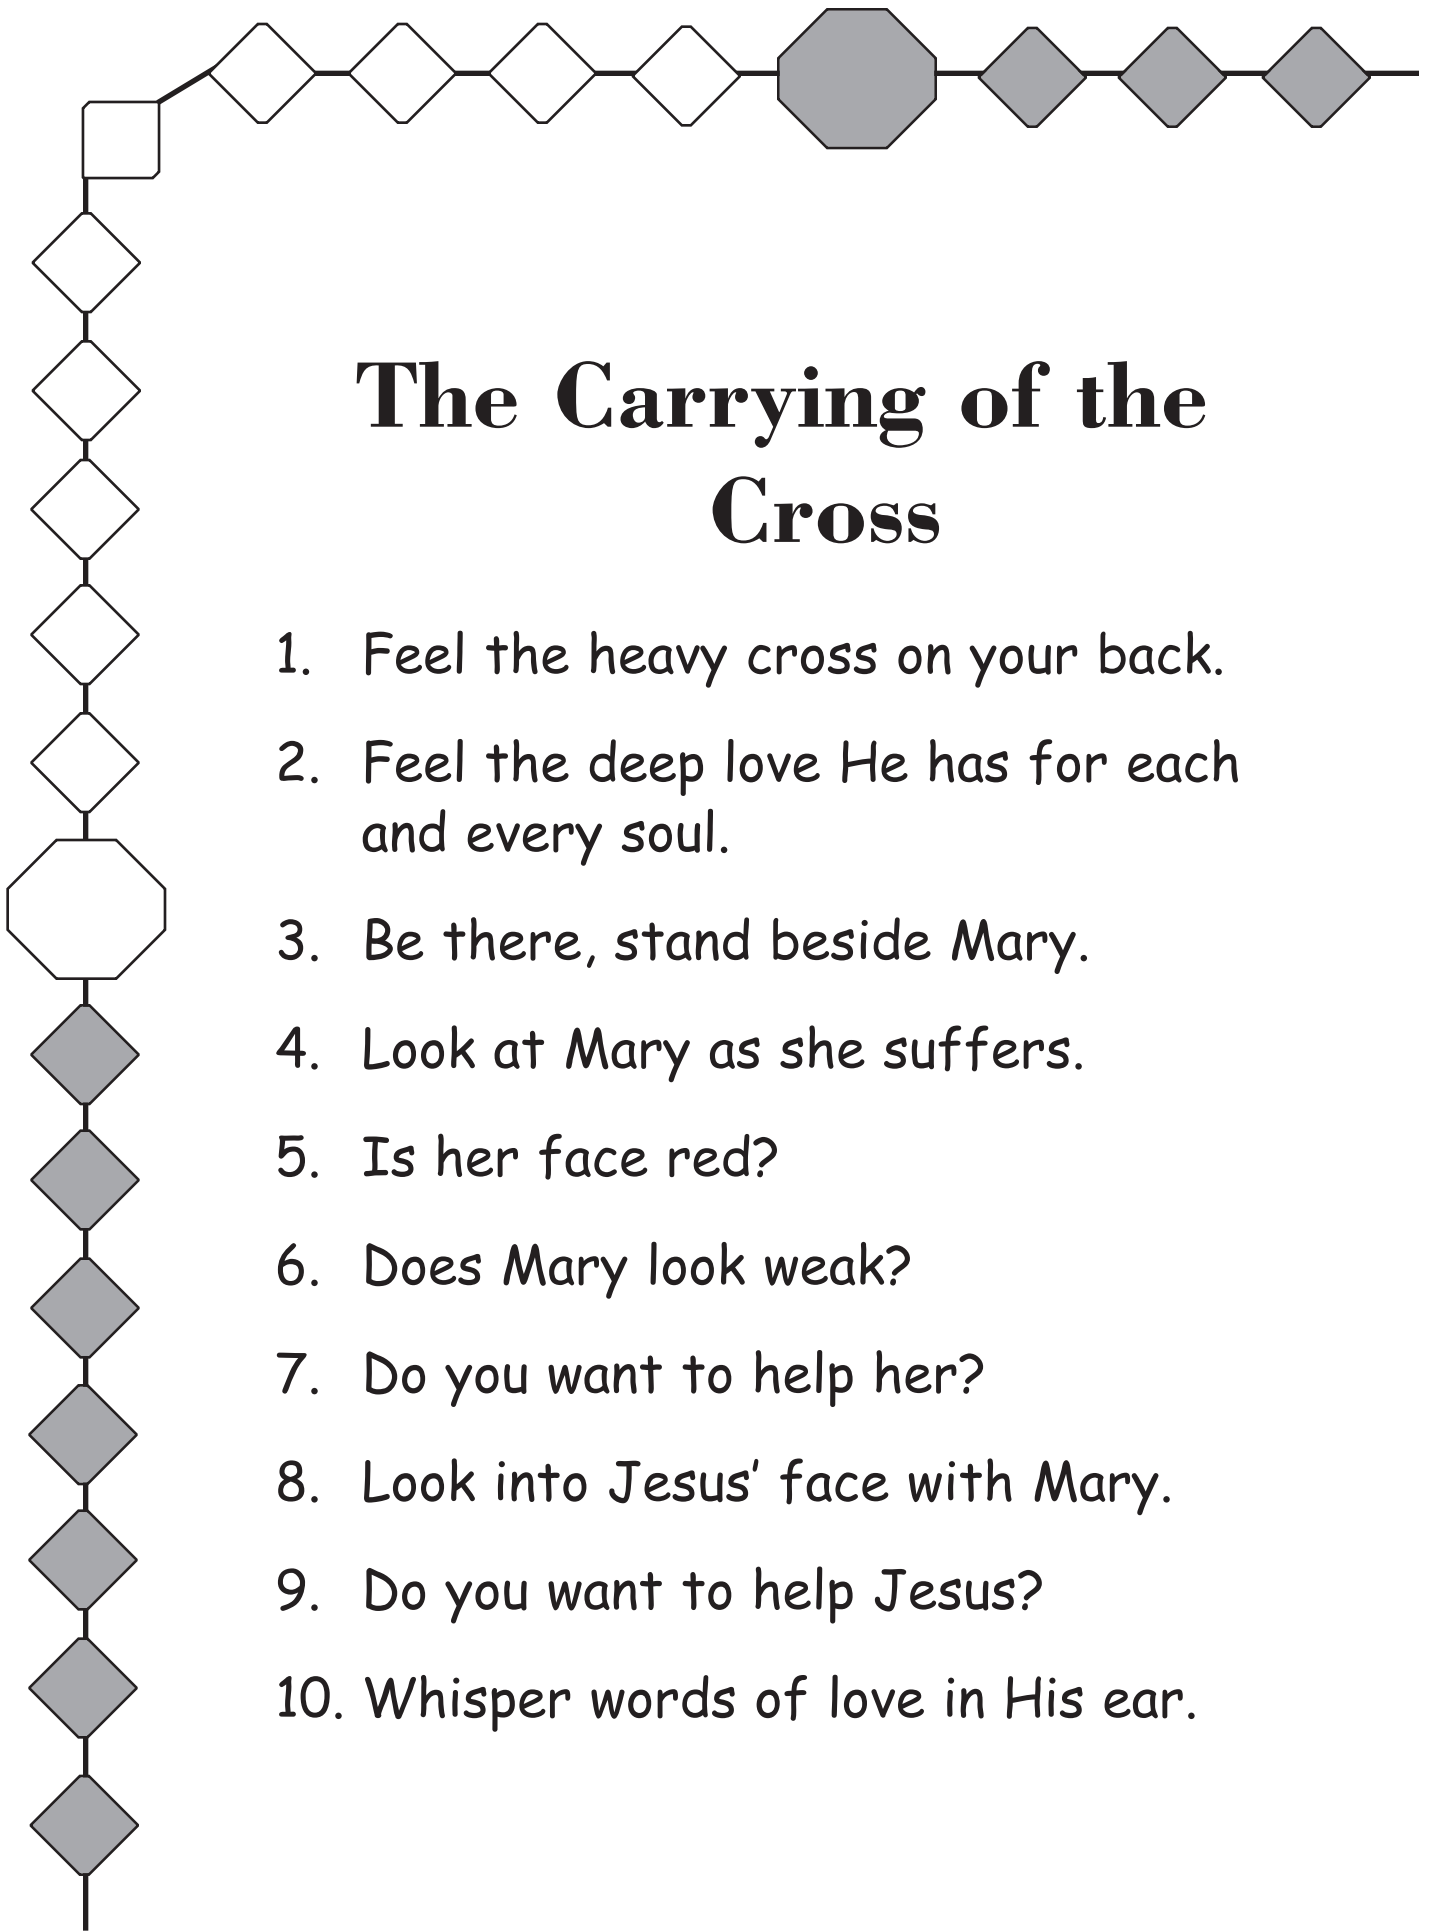 The Carrying of the
Cross
1. Feel the heavy cross on your back.
2. Feel the deep love He has for each
and every soul.
3. Be there, stand beside Mary.
4. Look at Mary as she suffers.
5. Is her face red?
6. Does Mary look weak?
7. Do you want to help her?
8. Look into Jesus’ face with Mary.
9. Do you want to help Jesus?
10. Whisper words of love in His ear.